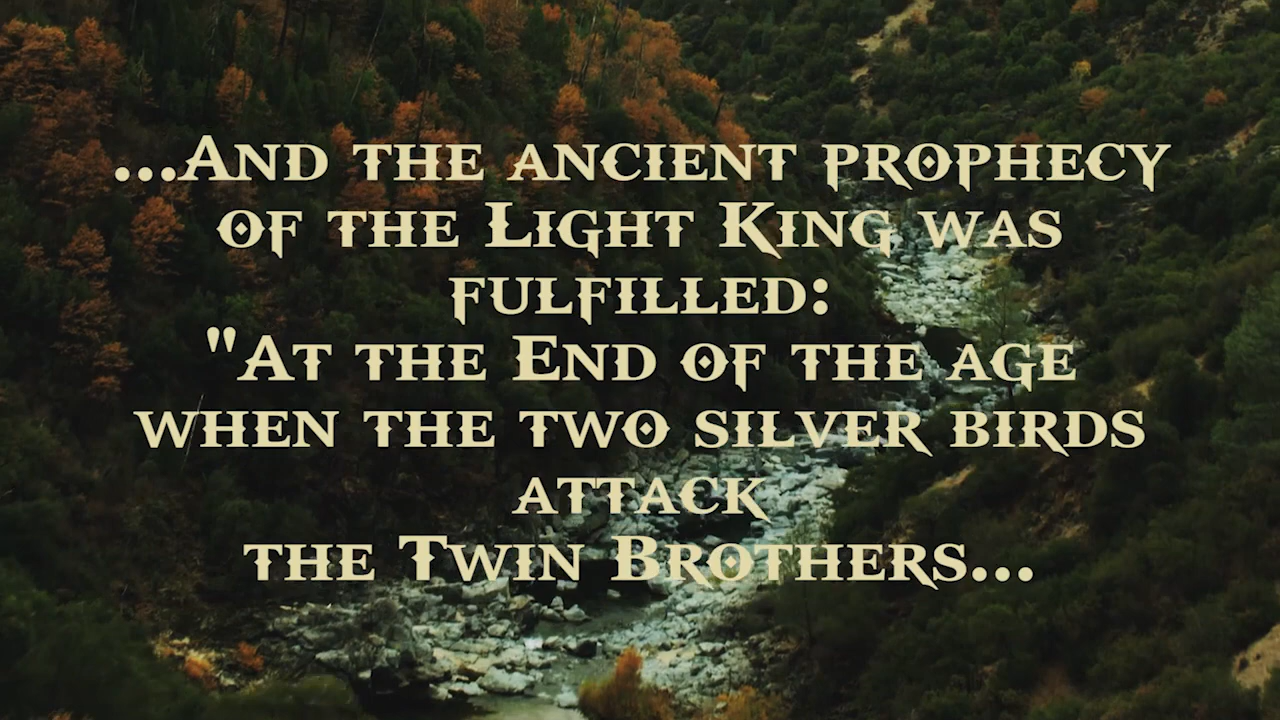 ...And the ancient prophecy
of the Light King was
fulfilled:
"At the End of the age
when the two silver birds
attack
the Twin Brothers...